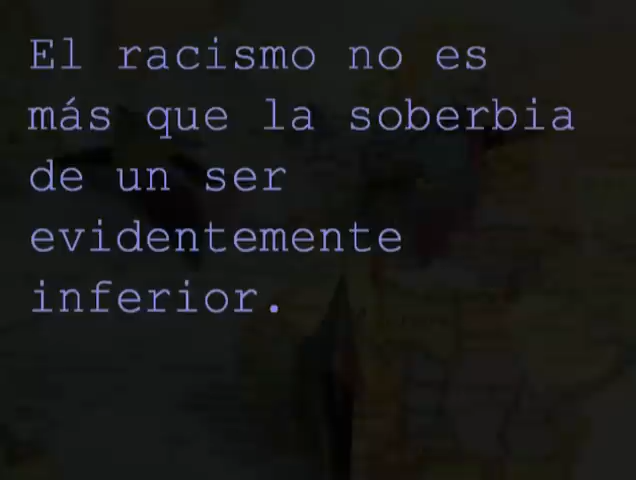 El racismo no es
más que la soberbia
de un ser
evidentemente
inferior.